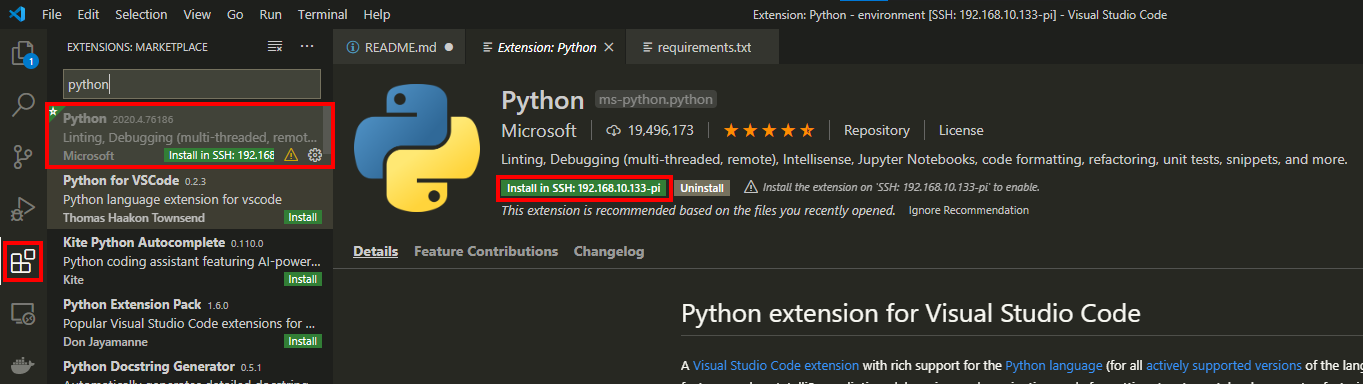 File Edit Selection View Go Run Terminal Help
Extension: Python - environment [SSH: 192.168.10.133-pi] - Visual Studio Code
1
EXTENSIONS: MARKETPLACE
python
Python 2020.4.76186
Linting, Debugging (multi-threaded, remot...
Microsoft Install in SSH: 192.168
Python for VSCode 0.2.3
Python language extension for vscode
Thomas Haakon Townsend Install
Kite Python Autocomplete 0.110.0
Python coding assistant featuring AI-power...
Kite Install
Python Extension Pack 1.6.0
Popular Visual Studio Code extensions for ...
Don Jayamanne Install
Python Docstring Generator 0.5.1
README.md Extension: Python requirements.txt
Python ms-python.python
Microsoft 19,496,173 Repository License
Linting, Debugging (multi-threaded, remote), Intellisense, Jupyter Notebooks, code formatting, refactoring, unit tests, snippets, and more.
Install in SSH: 192.168.10.133-pi Uninstall Install the extension on 'SSH: 192.168.10.133-pi' to enable.
This extension is recommended based on the files you recently opened. Ignore Recommendation
Details Feature Contributions Changelog
Python extension for Visual Studio Code
A Visual Studio Code extension with rich support for the Python language (for all actively supported versions of the lang